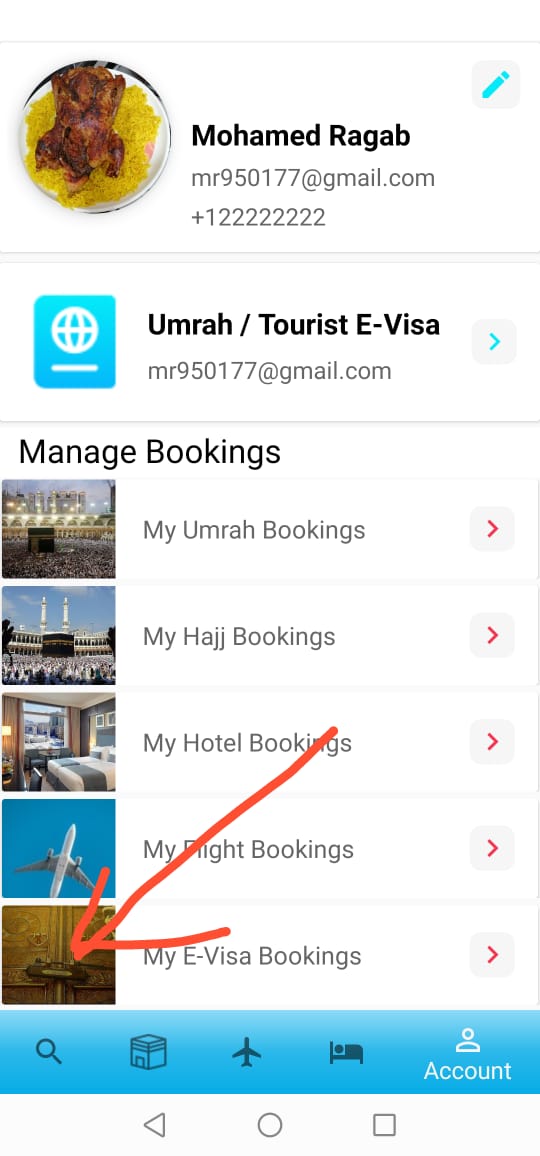 Mohamed Ragab
mr950177@gmail.com
+122222222
Umrah / Tourist E-Visa
mr950177@gmail.com
Manage Bookings
My Umrah Bookings
My Hajj Bookings
My Hotel Bookings
My Flight Bookings
My E-Visa Bookings
Account